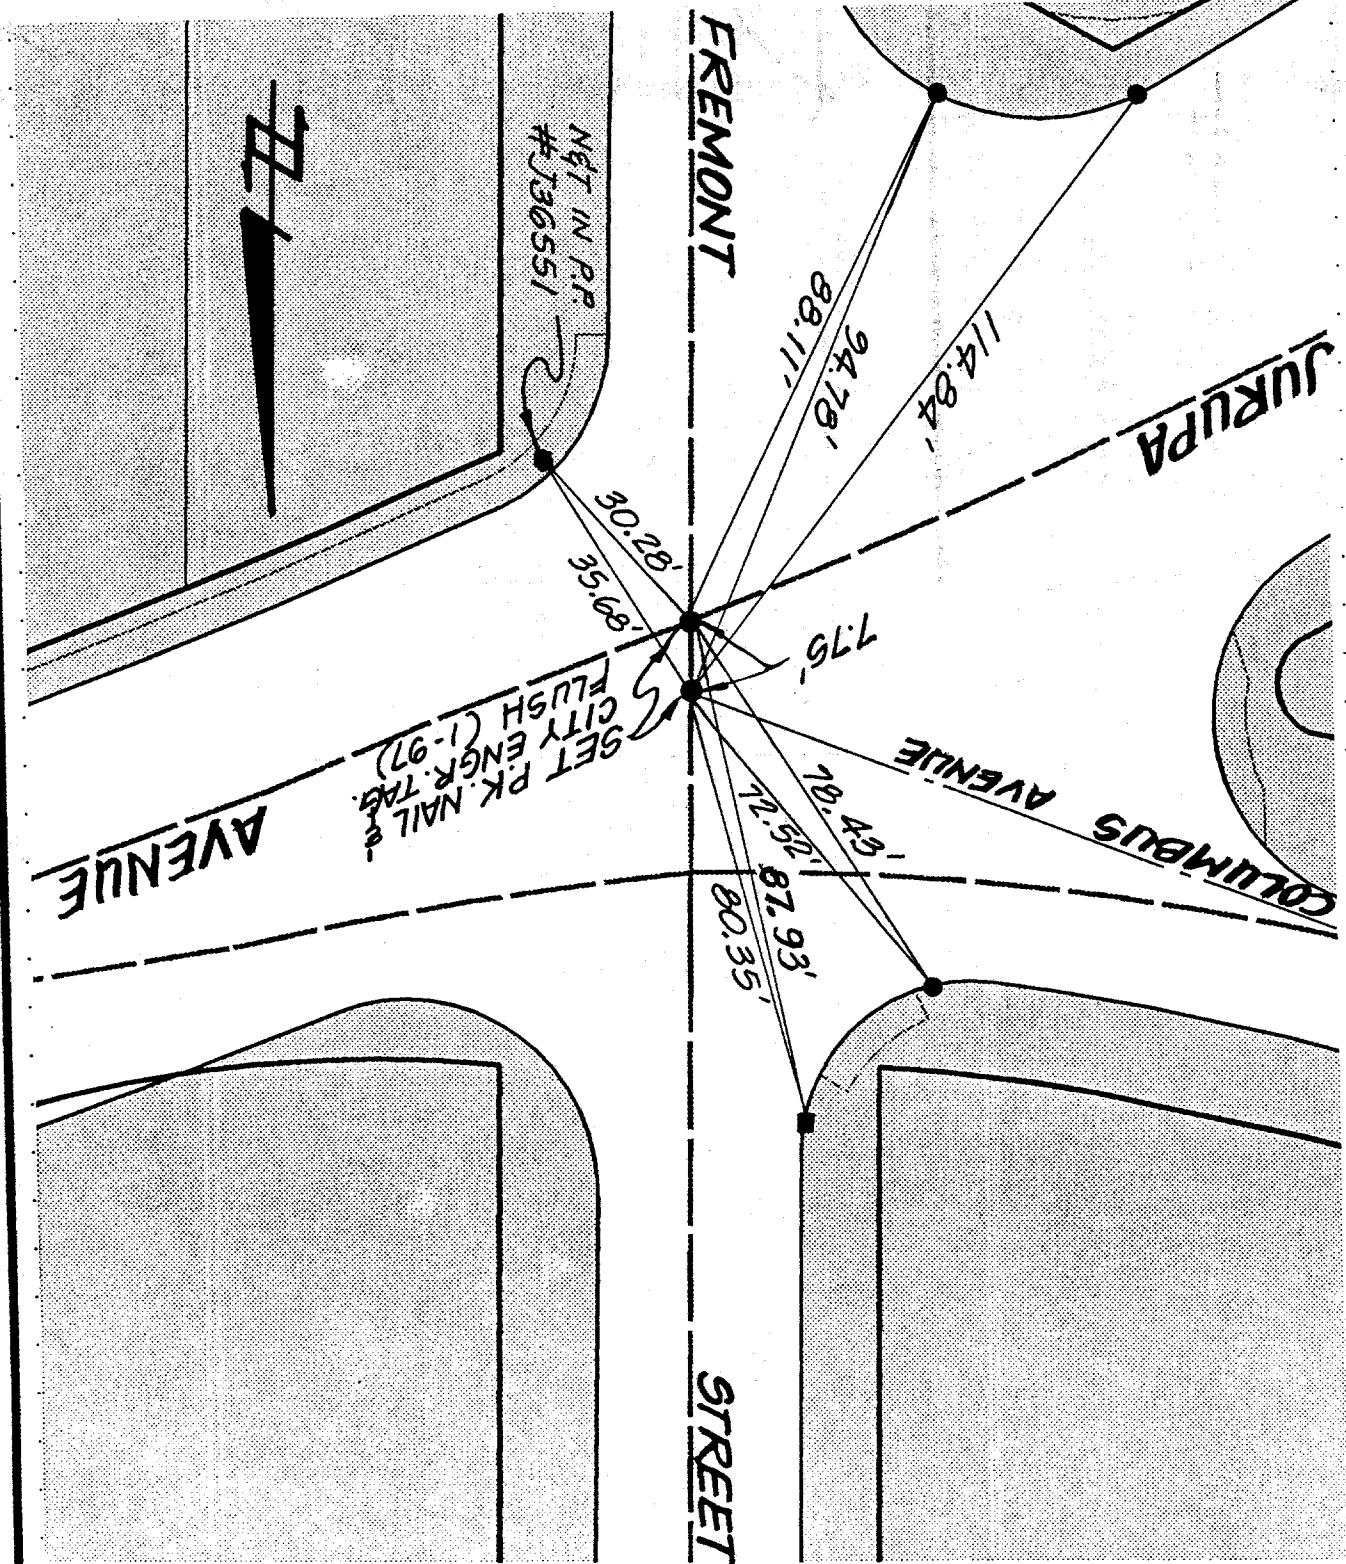 FREMONT
STREET
JURUPA
AVENUE
COLUMBUS
AVENUE
N&T IN P.P.
#J36551
88.11'
94.78'
114.84'
30.28'
35.68'
7.75'
SET P.K. NAIL &
CITY ENGR. TAG.
FLUSH (1-97)
78.43'
72.52'
87.93'
80.35'
N